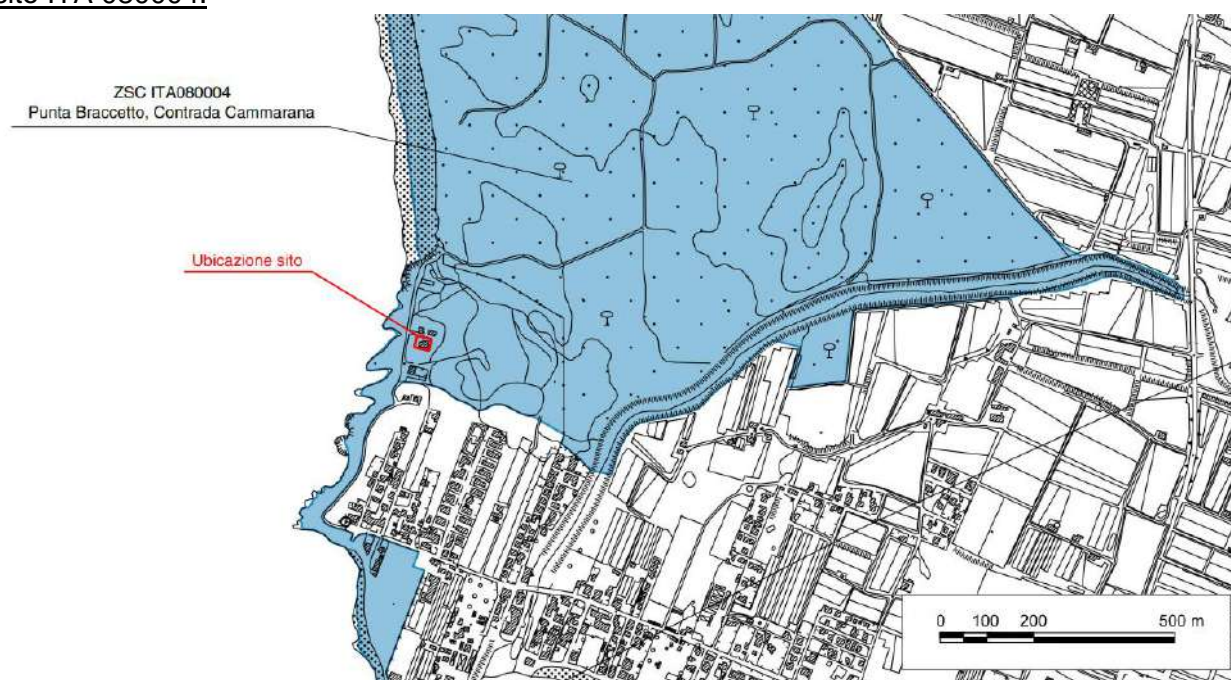 ZSC ITA080004
Punta Braccetto, Contrada Cammarana
Ubicazione sito
0 100 200 500 m